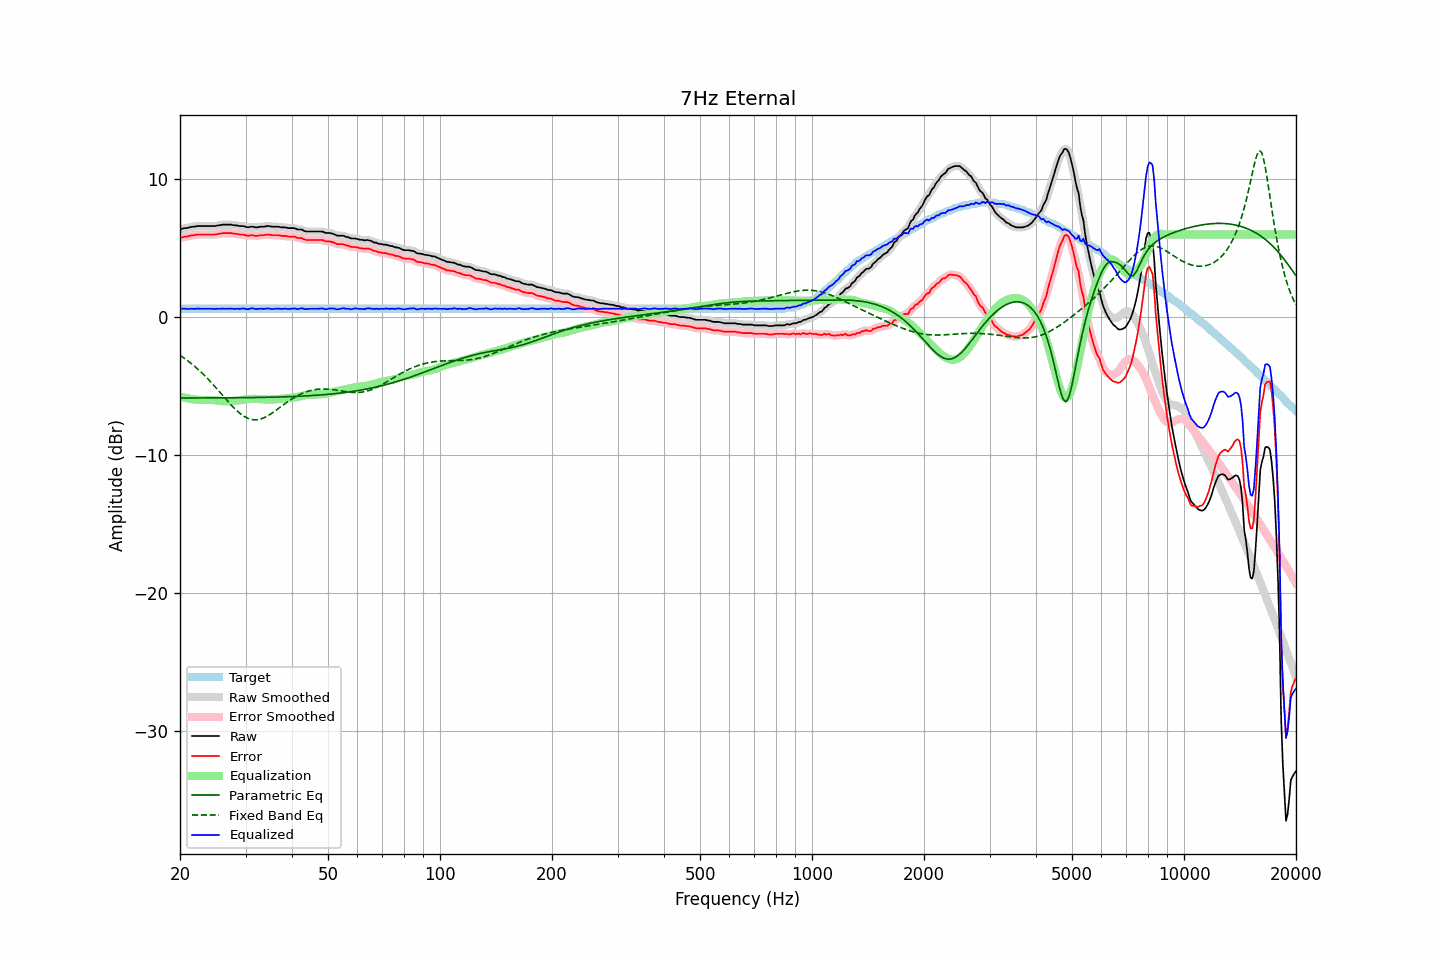 7Hz Eternal
Amplitude (dBr)
10
0
−10
−20
−30
Target
Raw Smoothed
Error Smoothed
Raw
Error
Equalization
Parametric Eq
Fixed Band Eq
Equalized
20 50 100 200 500 1000 2000 5000 10000 20000
Frequency (Hz)